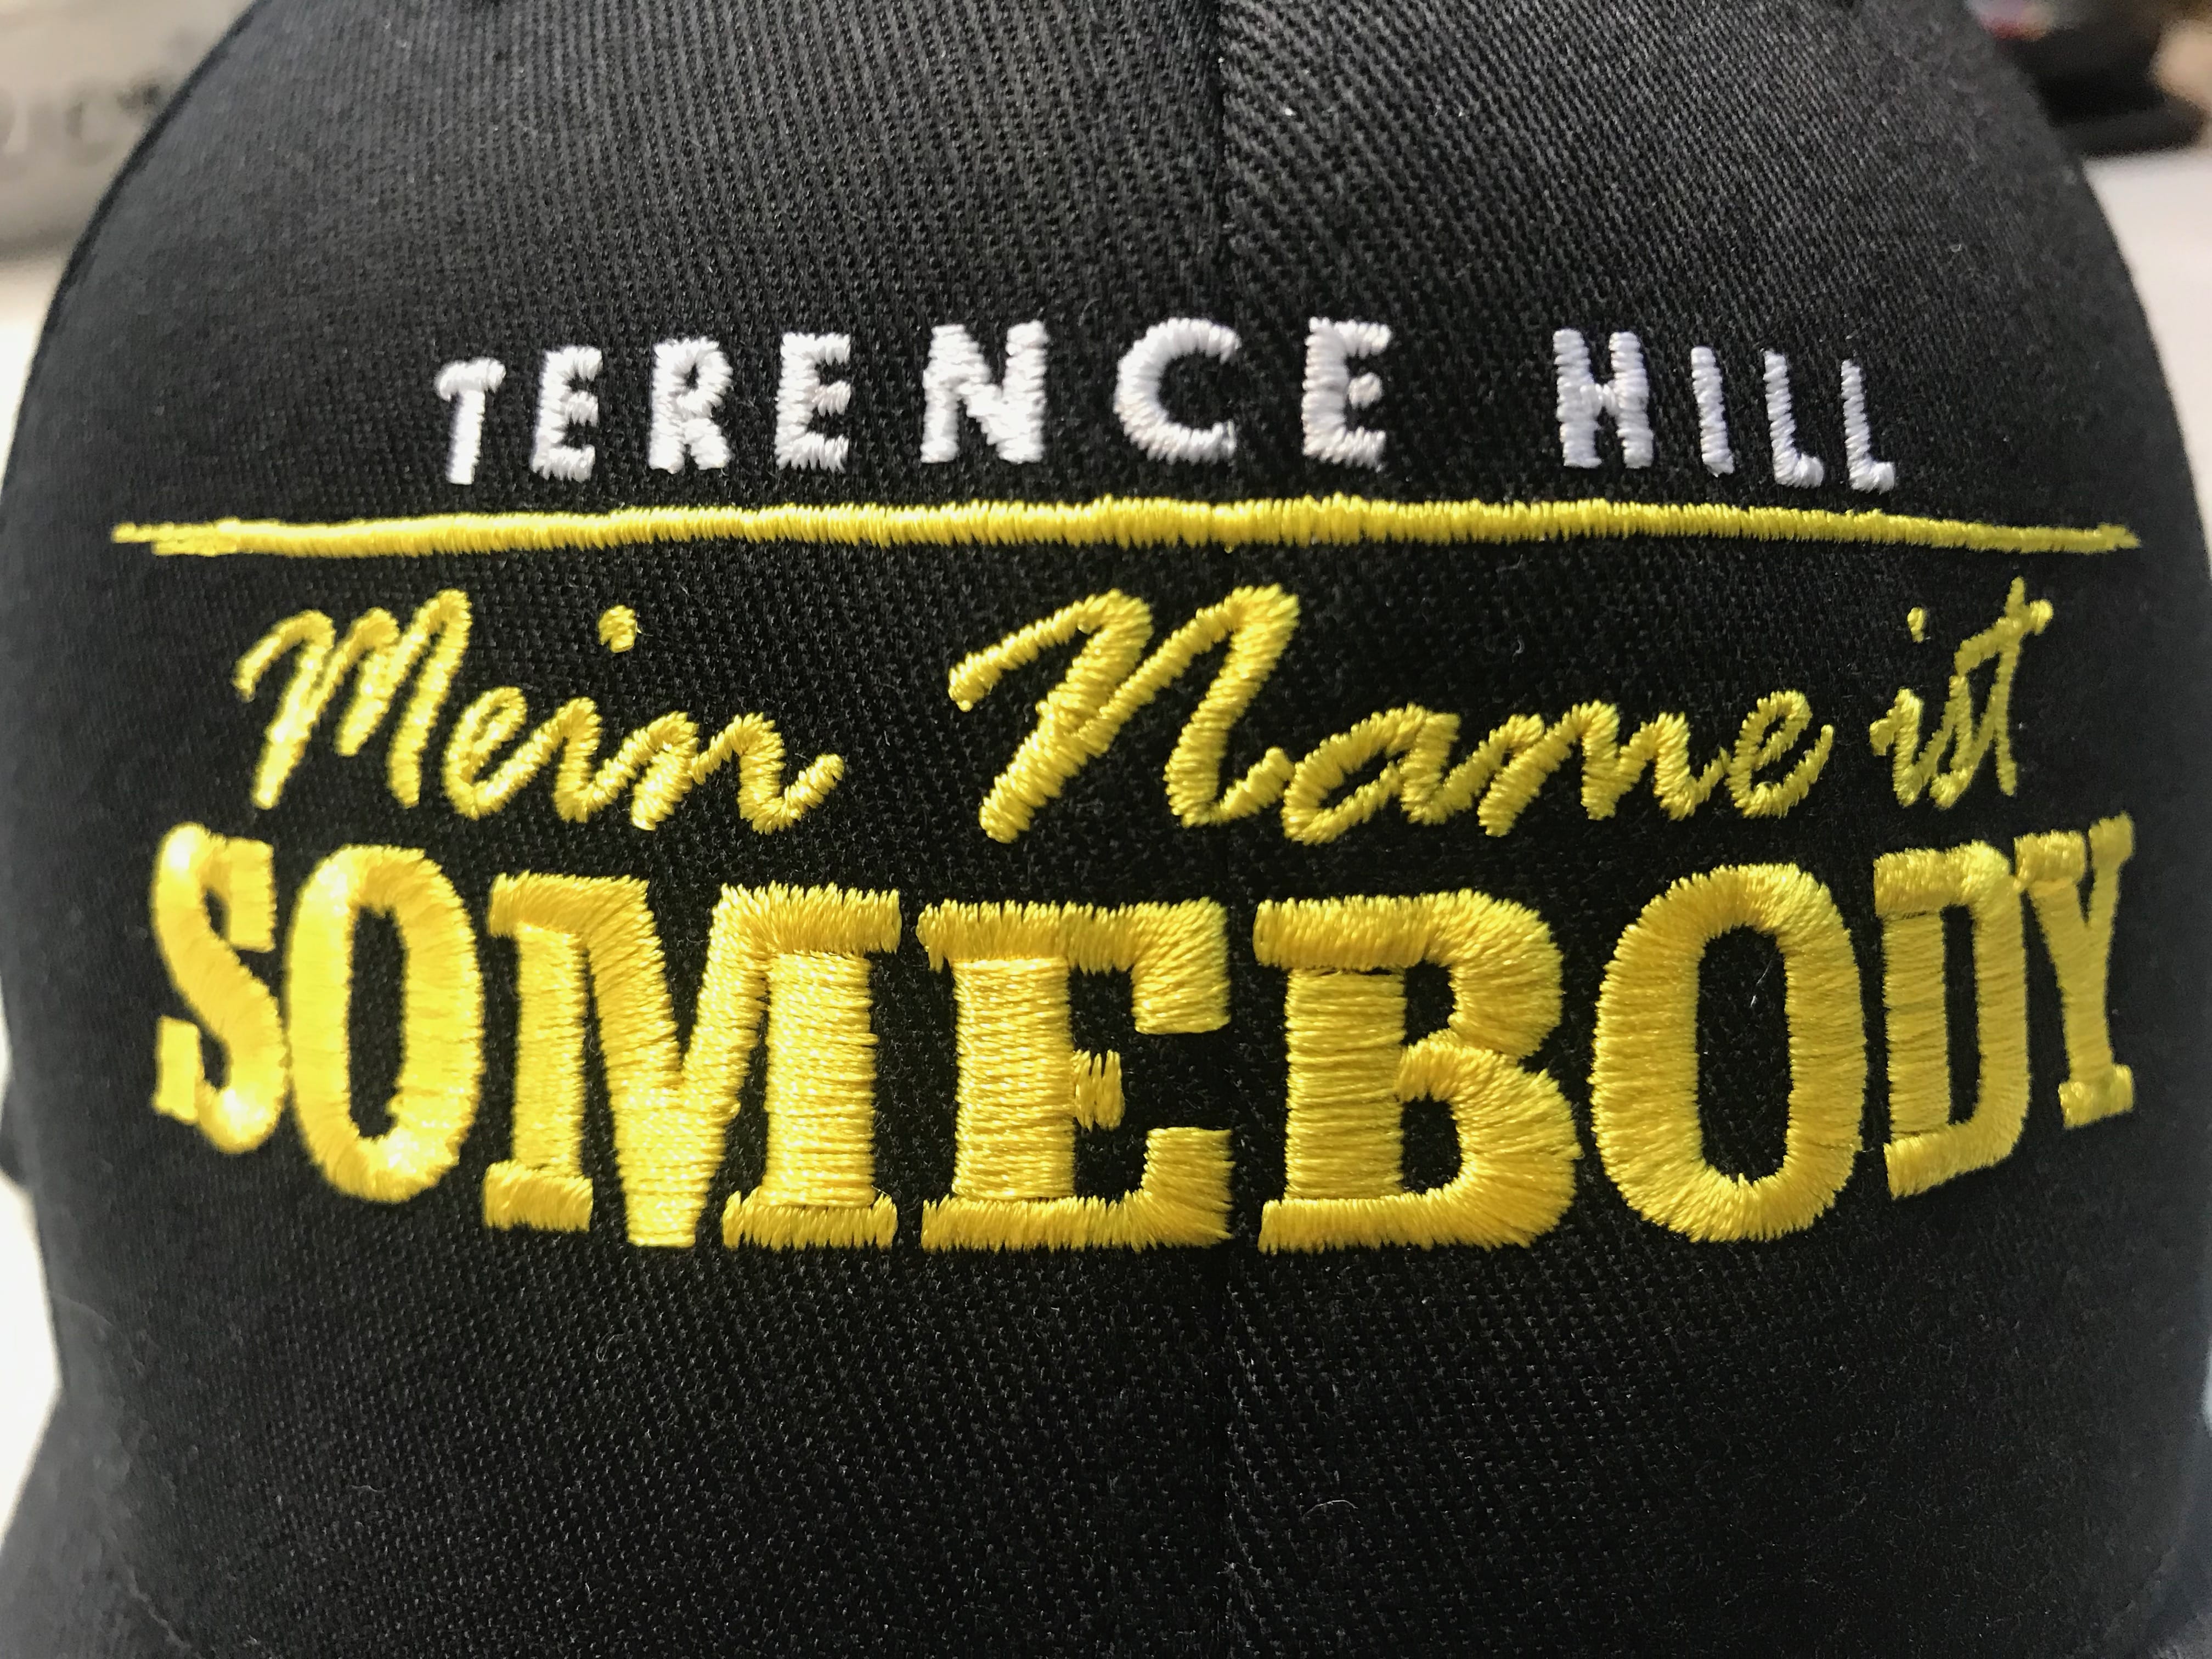 TERENCE HILL
Mein Name ist
SOMEBODY